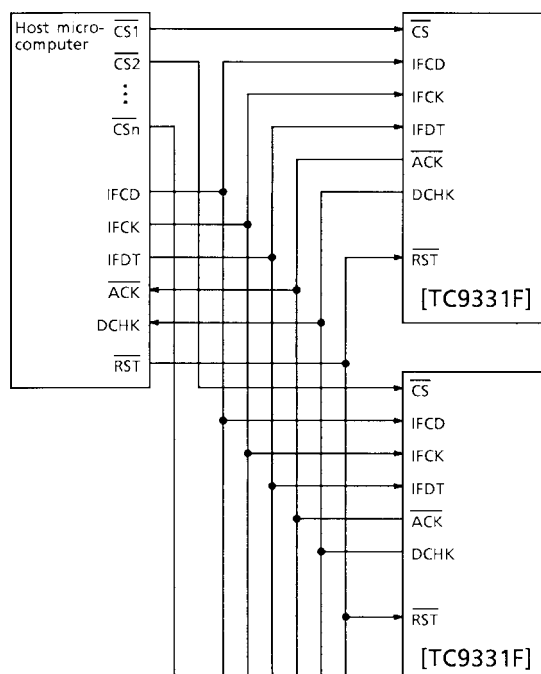 Host micro-
computer
CS1
CS2
⋮
CSn
IFCD
IFCK
IFDT
ACK
DCHK
RST
CS
IFCD
IFCK
IFDT
ACK
DCHK
RST
[TC9331F]
CS
IFCD
IFCK
IFDT
ACK
DCHK
RST
[TC9331F]